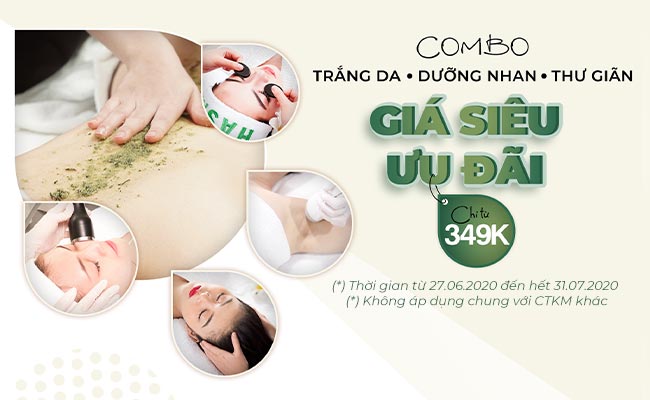 COMBO
TRẮNG DA • DƯỠNG NHAN • THƯ GIÃN
GIÁ SIÊU
ƯU ĐÃI
Chỉ từ
349K
(*) Thời gian từ 27.06.2020 đến hết 31.07.2020
(*) Không áp dụng chung với CTKM khác
HAS